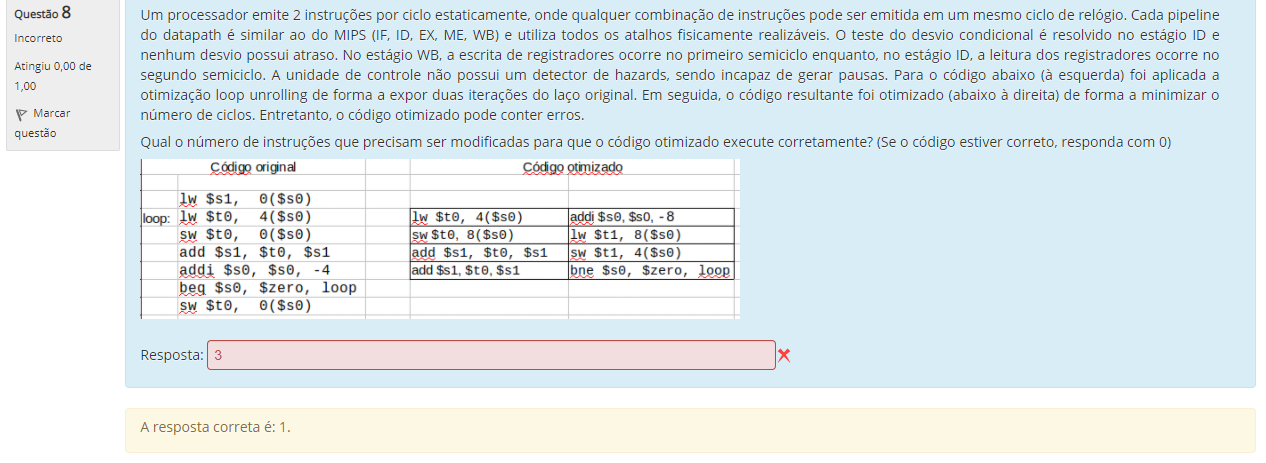 Questão 8
Incorreto
Atingiu 0,00 de
1,00
Marcar
questão
Um processador emite 2 instruções por ciclo estaticamente, onde qualquer combinação de instruções pode ser emitida em um mesmo ciclo de relógio. Cada pipeline
do datapath é similar ao do MIPS (IF, ID, EX, ME, WB) e utiliza todos os atalhos fisicamente realizáveis. O teste do desvio condicional é resolvido no estágio ID e
nenhum desvio possui atraso. No estágio WB, a escrita de registradores ocorre no primeiro semiciclo enquanto, no estágio ID, a leitura dos registradores ocorre no
segundo semiciclo. A unidade de controle não possui um detector de hazards, sendo incapaz de gerar pausas. Para o código abaixo (à esquerda) foi aplicada a
otimização loop unrolling de forma a expor duas iterações do laço original. Em seguida, o código resultante foi otimizado (abaixo à direita) de forma a minimizar o
número de ciclos. Entretanto, o código otimizado pode conter erros.
Qual o número de instruções que precisam ser modificadas para que o código otimizado execute corretamente? (Se o código estiver correto, responda com 0)
Código original Código otimizado
lw $s1, 0($s0)
loop: lw $t0, 4($s0) lw $t0, 4($s0) addi $s0, $s0, -8
sw $t0, 0($s0) sw $t0, 8($s0) lw $t1, 8($s0)
add $s1, $t0, $s1 add $s1, $t0, $s1 sw $t1, 4($s0)
addi $s0, $s0, -4 add $s1, $t0, $s1 bne $s0, $zero, loop
beq $s0, $zero, loop
sw $t0, 0($s0)
Resposta: 3
A resposta correta é: 1.